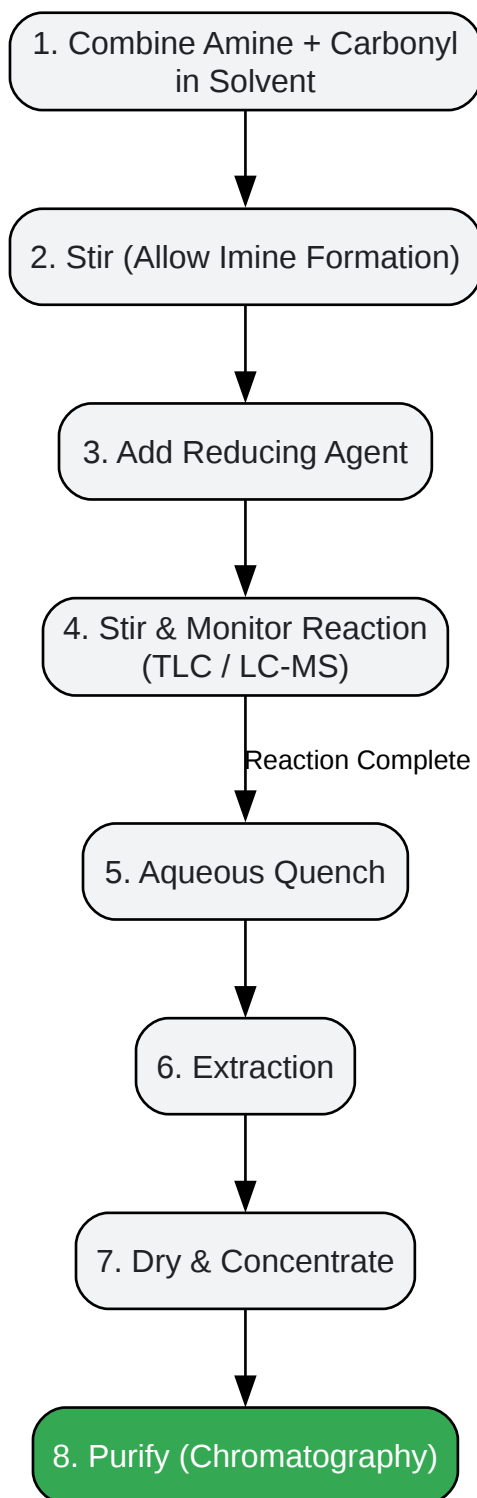 1. Combine Amine + Carbonyl
in Solvent
2. Stir (Allow Imine Formation)
3. Add Reducing Agent
4. Stir & Monitor Reaction
(TLC / LC-MS)
Reaction Complete
5. Aqueous Quench
6. Extraction
7. Dry & Concentrate
8. Purify (Chromatography)